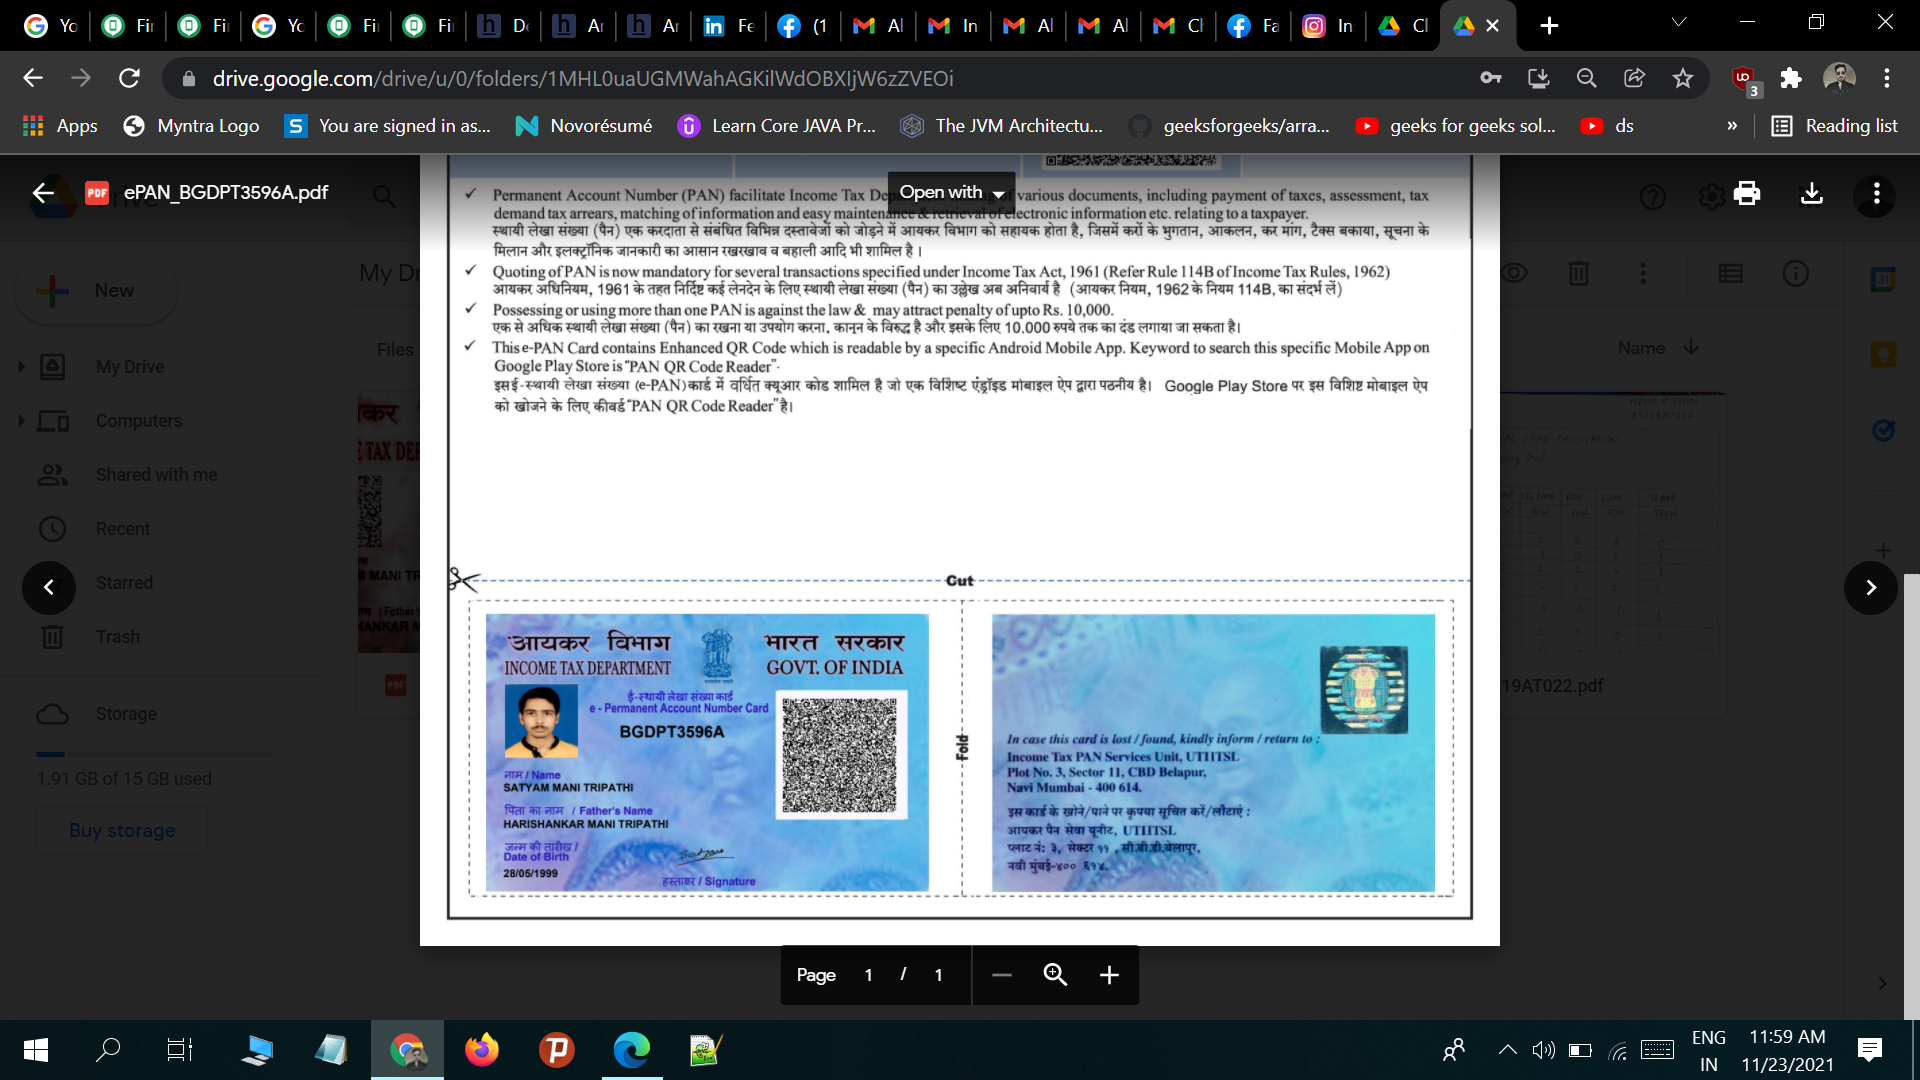 Yo
Fir
Fi
Yo
Fi
Fi
De
Ar
Ar
Fe
(1
Al
In
Al
Al
Cl
Fa
In
Cl
drive.google.com/drive/u/0/folders/1MHL0uaUGMWahAGKilWdOBXIjW6zZVEOi
3
Apps
Myntra Logo
You are signed in as...
Novorésumé
Learn Core JAVA Pr...
The JVM Architectu...
geeksforgeeks/arra...
geeks for geeks sol...
ds
»
Reading list
PDF
ePAN_BGDPT3596A.pdf
Open with
Permanent Account Number (PAN) facilitate Income Tax various documents, including payment of taxes, assessment, tax
demand tax arrears, matching of information and easy maintenance & retrieval of electronic information etc. relating to a taxpayer.
स्थायी लेखा संख्या (पैन) एक करदाता से संबंधित विभिन्न दस्तावेजों को जोड़ने में आयकर विभाग को सहायक होता है, जिसमें करों के भुगतान, आकलन, कर मांग, टैक्स बकाया, सूचना के
मिलान और इलक्ट्रॉनिक जानकारी का आसान रखरखाव व बहाली आदि भी शामिल है ।
Quoting of PAN is now mandatory for several transactions specified under Income Tax Act, 1961 (Refer Rule 114B of Income Tax Rules, 1962)
आयकर अधिनियम, 1961 के तहत निर्दिष्ट कई लेनदेन के लिए स्थायी लेखा संख्या (पैन) का उल्लेख अब अनिवार्य है (आयकर नियम, 1962 के नियम 114B, का संदर्भ लें)
Possessing or using more than one PAN is against the law & may attract penalty of upto Rs. 10,000.
एक से अधिक स्थायी लेखा संख्या (पैन) का रखना या उपयोग करना, कानून के विरुद्ध है और इसके लिए 10,000 रुपये तक का दंड लगाया जा सकता है।
This e-PAN Card contains Enhanced QR Code which is readable by a specific Android Mobile App. Keyword to search this specific Mobile App on
Google Play Store is "PAN QR Code Reader".
इस ई-स्थायी लेखा संख्या (e-PAN) कार्ड में वर्धित क्यूआर कोड शामिल है जो एक विशिष्ट एंड्रॉइड मोबाइल ऐप द्वारा पठनीय है। Google Play Store पर इस विशिष्ट मोबाइल ऐप
को खोजने के लिए कीवर्ड "PAN QR Code Reader" है।
New
My Drive
Computers
Shared with me
Recent
Starred
Trash
Storage
1.91 GB of 15 GB used
Buy storage
My Dr
Files
Name
PDF
19AT022.pdf
Cut
आयकर विभाग
INCOME TAX DEPARTMENT
भारत सरकार
GOVT. OF INDIA
ई-स्थायी लेखा संख्या कार्ड
e - Permanent Account Number Card
BGDPT3596A
नाम / Name
SATYAM MANI TRIPATHI
पिता का नाम / Father's Name
HARISHANKAR MANI TRIPATHI
जन्म की तारीख /
Date of Birth
28/05/1999
Satyam
हस्ताक्षर / Signature
Fold
In case this card is lost / found, kindly inform / return to :
Income Tax PAN Services Unit, UTIITSL
Plot No. 3, Sector 11, CBD Belapur,
Navi Mumbai - 400 614.
इस कार्ड के खोने/पाने पर कृपया सूचित करें/लौटाएं :
आयकर पैन सेवा यूनीट, UTIITSL
प्लाट नं: ३, सेक्टर ११ , सी.बी.डी.बेलापूर,
नवी मुंबई-४०० ६१४.
Page 1 / 1
ENG
IN
11:59 AM
11/23/2021